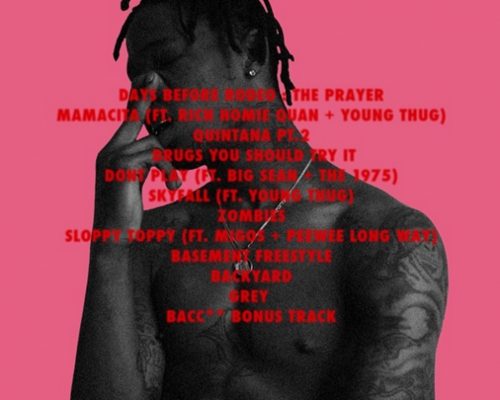 DAYS BEFORE RODEO : THE PRAYER
MAMACITA (FT. RICH HOMIE QUAN + YOUNG THUG)
QUINTANA PT.2
DRUGS YOU SHOULD TRY IT
DONT PLAY (FT. BIG SEAN + THE 1975)
SKYFALL (FT. YOUNG THUG)
ZOMBIES
SLOPPY TOPPY (FT. MIGOS + PEEWEE LONG WAY)
BASEMENT FREESTYLE
BACKYARD
GREY
BACC** BONUS TRACK